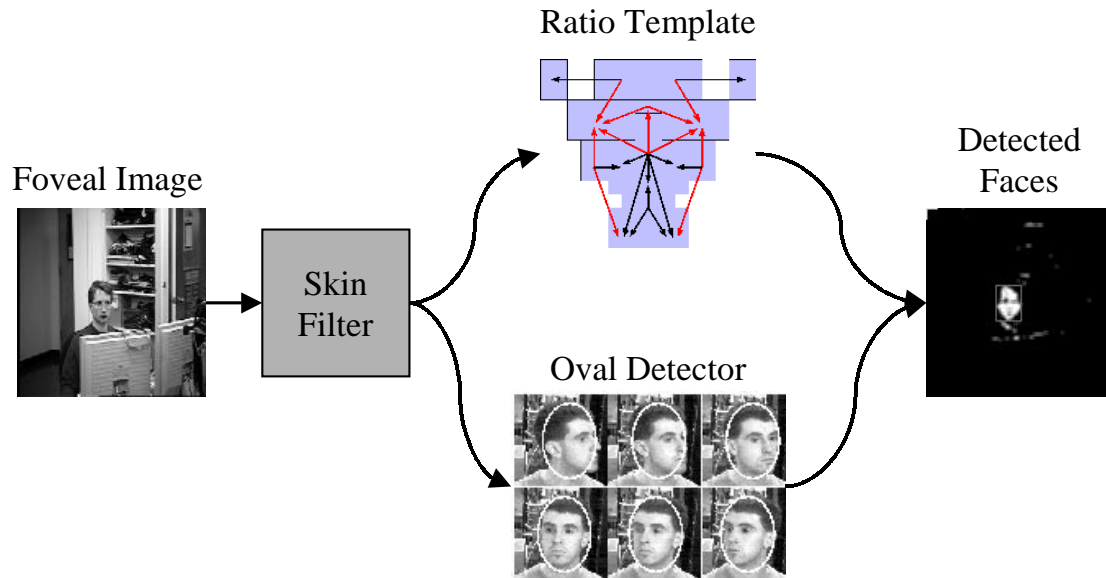 Ratio Template
Foveal Image
Skin
Filter
Detected
Faces
Oval Detector